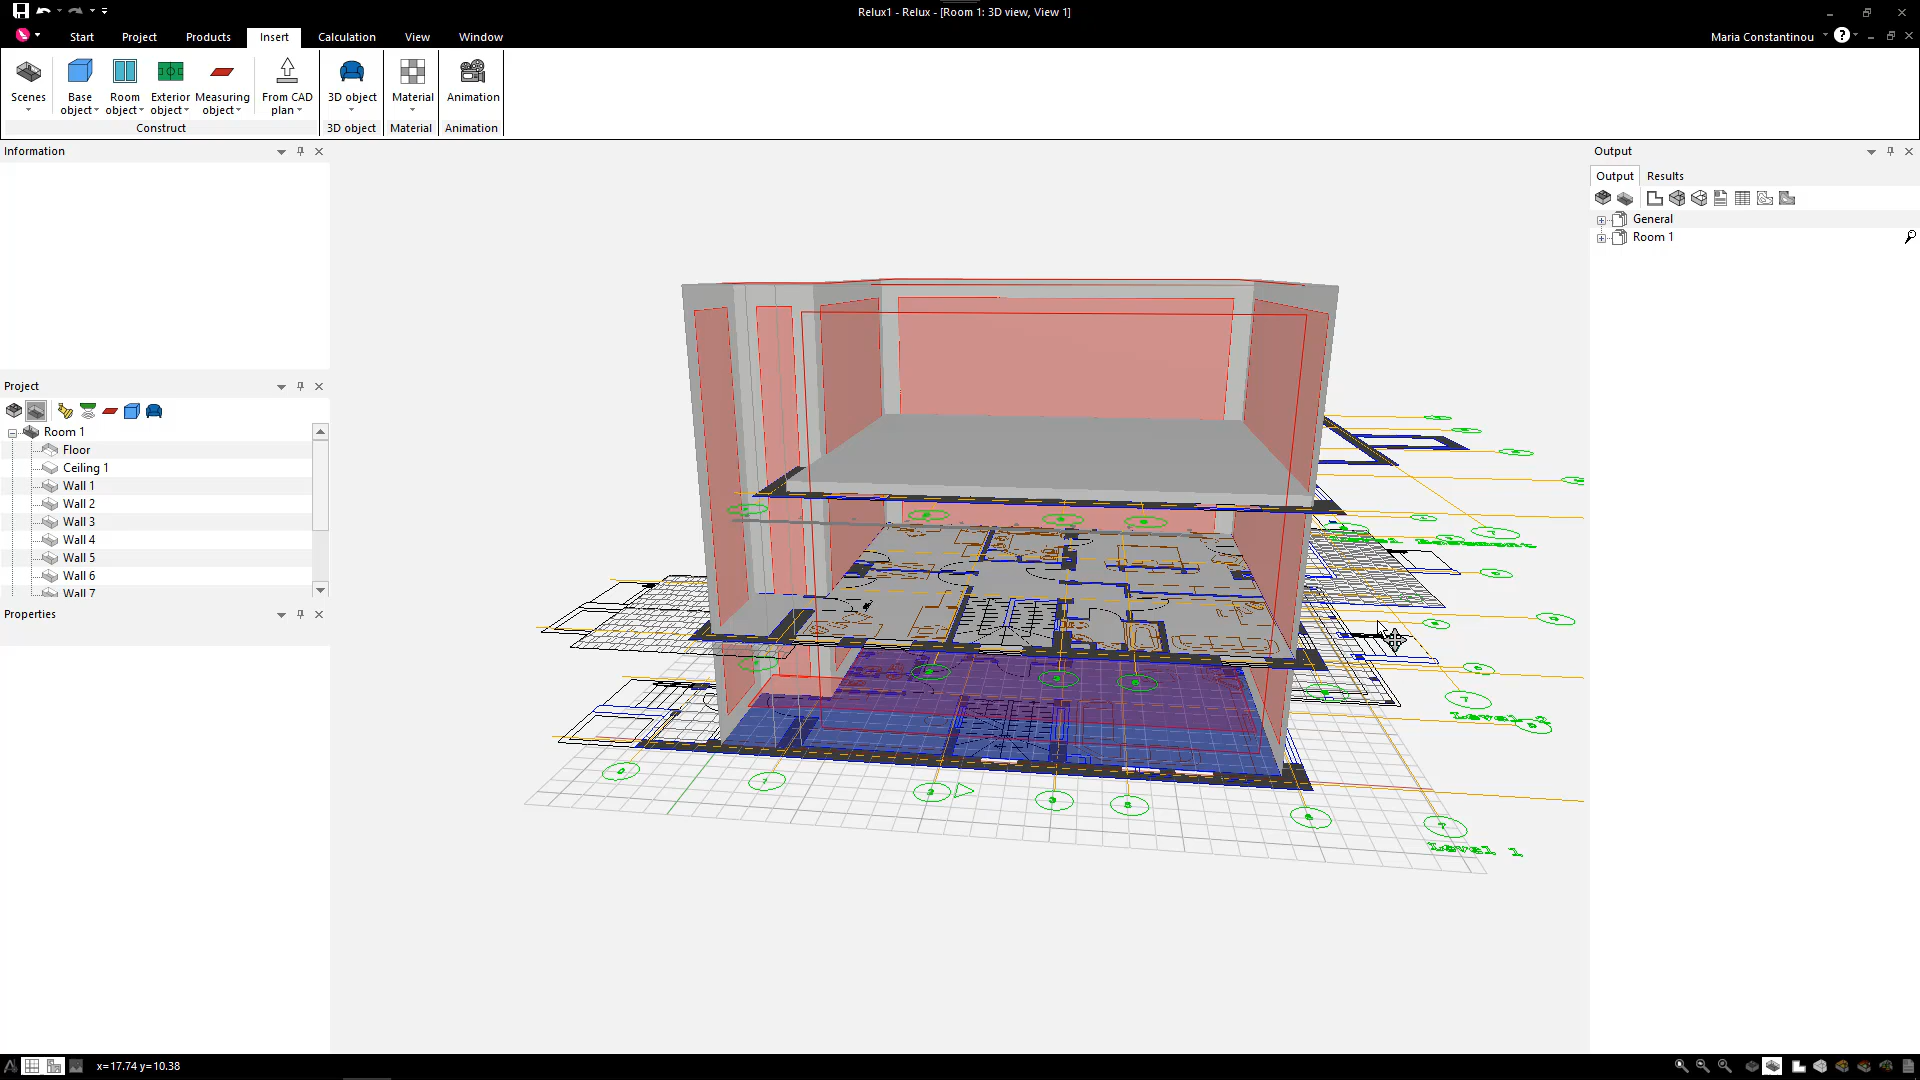 Relux1 - Relux - [Room 1: 3D view, View 1]
Start
Project
Products
Insert
Calculation
View
Window
Maria Constantinou
Scenes
Base object
Room object
Exterior object
Measuring object
From CAD plan
3D object
Material
Animation
Construct
3D object
Material
Animation
Information
Project
Room 1
Floor
Ceiling 1
Wall 1
Wall 2
Wall 3
Wall 4
Wall 5
Wall 6
Wall 7
Properties
Output
Output
Results
General
Room 1
Level 2
Level 1
x=17.74 y=10.38